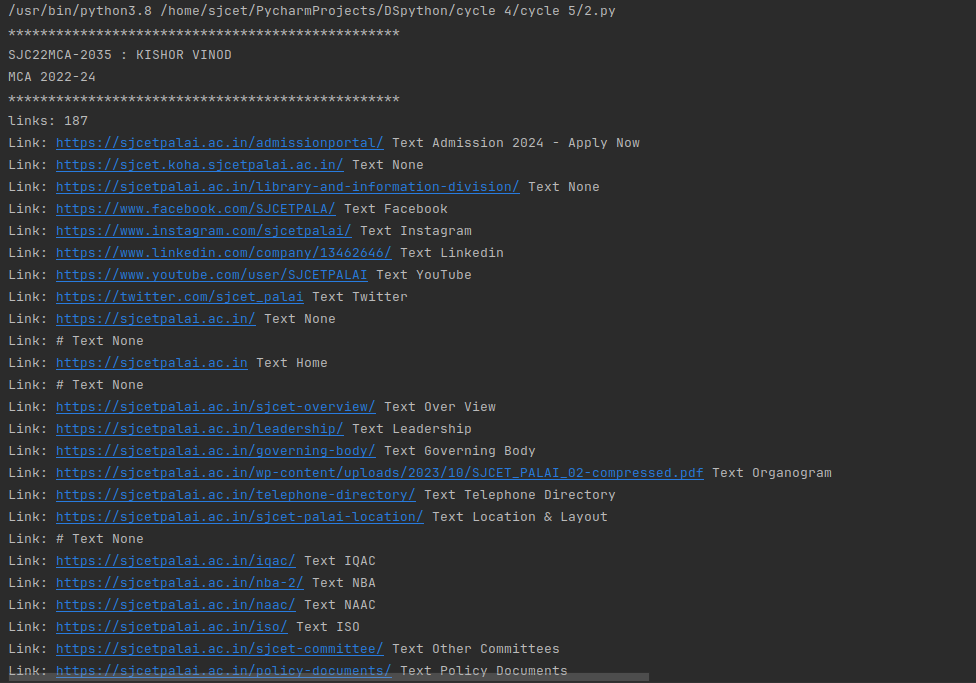 /usr/bin/python3.8 /home/sjcet/PycharmProjects/DSpython/cycle 4/cycle 5/2.py
*************************************************
SJC22MCA-2035 : KISHOR VINOD
MCA 2022-24
*************************************************
links: 187
Link: https://sjcetpalai.ac.in/admissionportal/ Text Admission 2024 - Apply Now
Link: https://sjcet.koha.sjcetpalai.ac.in/ Text None
Link: https://sjcetpalai.ac.in/library-and-information-division/ Text None
Link: https://www.facebook.com/SJCETPALA/ Text Facebook
Link: https://www.instagram.com/sjcetpalai/ Text Instagram
Link: https://www.linkedin.com/company/13462646/ Text Linkedin
Link: https://www.youtube.com/user/SJCETPALAI Text YouTube
Link: https://twitter.com/sjcet_palai Text Twitter
Link: https://sjcetpalai.ac.in/ Text None
Link: # Text None
Link: https://sjcetpalai.ac.in Text Home
Link: # Text None
Link: https://sjcetpalai.ac.in/sjcet-overview/ Text Over View
Link: https://sjcetpalai.ac.in/leadership/ Text Leadership
Link: https://sjcetpalai.ac.in/governing-body/ Text Governing Body
Link: https://sjcetpalai.ac.in/wp-content/uploads/2023/10/SJCET_PALAI_02-compressed.pdf Text Organogram
Link: https://sjcetpalai.ac.in/telephone-directory/ Text Telephone Directory
Link: https://sjcetpalai.ac.in/sjcet-palai-location/ Text Location & Layout
Link: # Text None
Link: https://sjcetpalai.ac.in/iqac/ Text IQAC
Link: https://sjcetpalai.ac.in/nba-2/ Text NBA
Link: https://sjcetpalai.ac.in/naac/ Text NAAC
Link: https://sjcetpalai.ac.in/iso/ Text ISO
Link: https://sjcetpalai.ac.in/sjcet-committee/ Text Other Committees
Link: https://sjcetpalai.ac.in/policy-documents/ Text Policy Documents